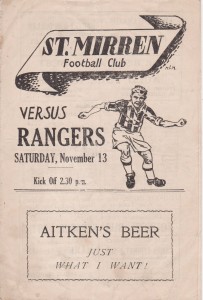 ST. MIRREN
Football Club
VERSUS
RANGERS
SATURDAY, November 13
Kick Off 2.30 p.m.
AITKEN'S BEER
JUST
WHAT I WANT!